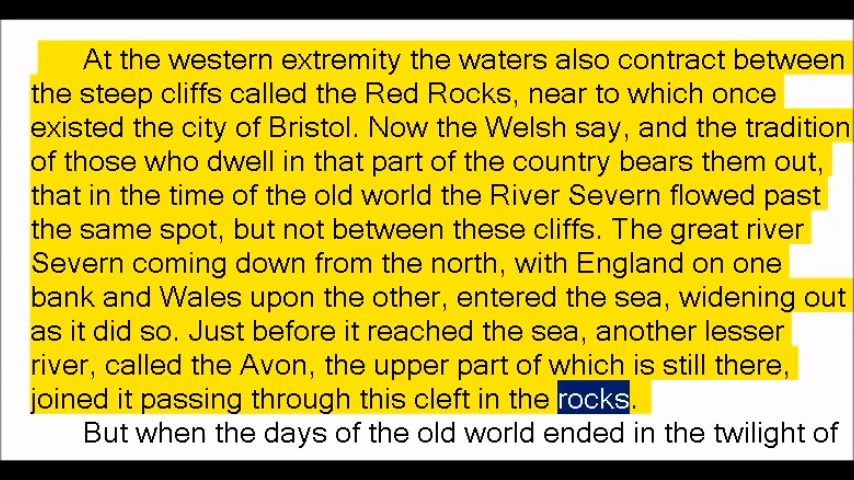 At the western extremity the waters also contract between
the steep cliffs called the Red Rocks, near to which once
existed the city of Bristol. Now the Welsh say, and the tradition
of those who dwell in that part of the country bears them out,
that in the time of the old world the River Severn flowed past
the same spot, but not between these cliffs. The great river
Severn coming down from the north, with England on one
bank and Wales upon the other, entered the sea, widening out
as it did so. Just before it reached the sea, another lesser
river, called the Avon, the upper part of which is still there,
joined it passing through this cleft in the rocks.
But when the days of the old world ended in the twilight of